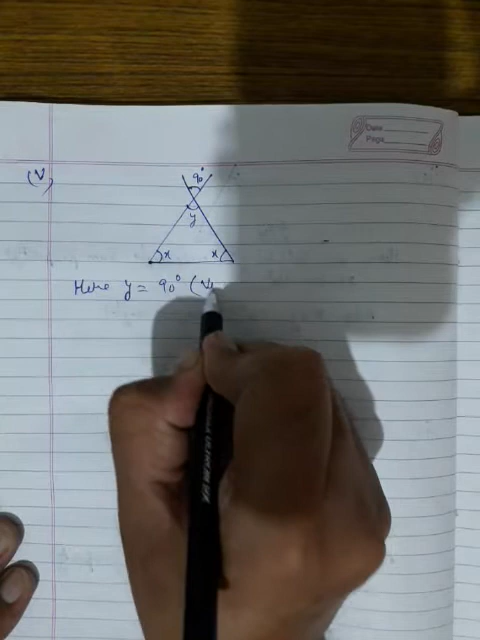 Date
Page
(V)
90°
y
x x
Here y = 90° (V